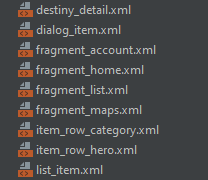 destiny_detail.xml
dialog_item.xml
fragment_account.xml
fragment_home.xml
fragment_list.xml
fragment_maps.xml
item_row_category.xml
item_row_hero.xml
list_item.xml